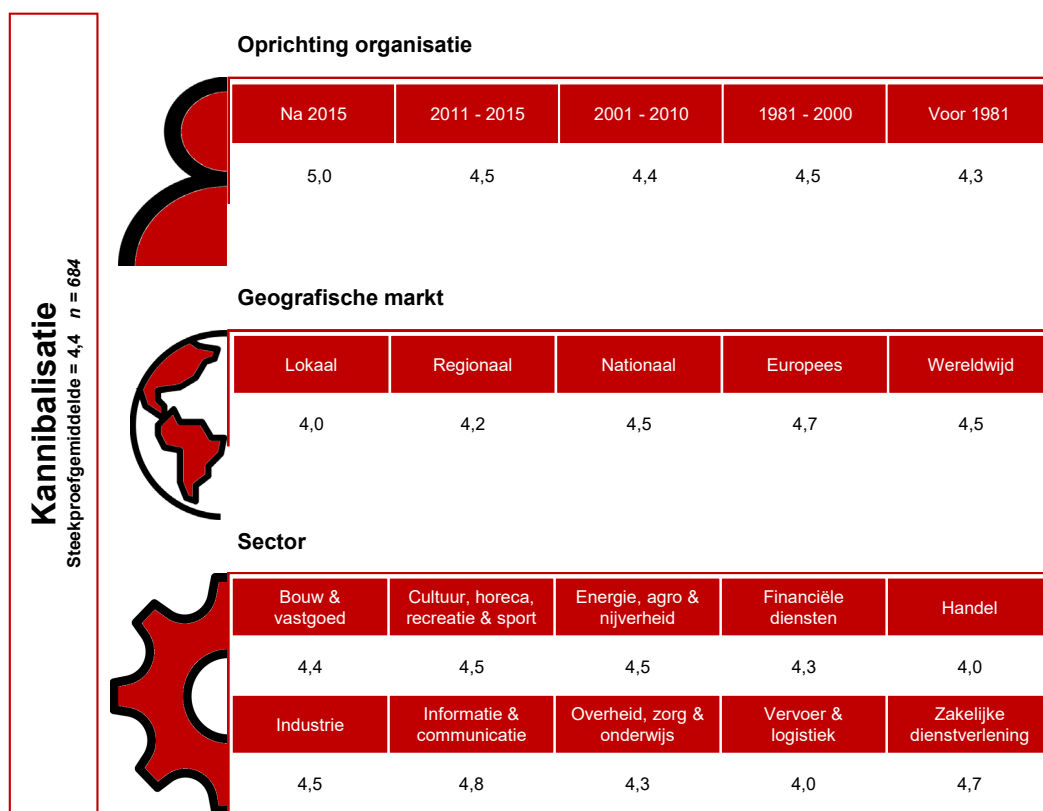 Kannibalisatie
Steekproefgemiddelde = 4,4 n = 684
Oprichting organisatie
Na 2015 2011 - 2015 2001 - 2010 1981 - 2000 Voor 1981
5,0 4,5 4,4 4,5 4,3
Geografische markt
Lokaal Regionaal Nationaal Europees Wereldwijd
4,0 4,2 4,5 4,7 4,5
Sector
Bouw & Cultuur, horeca, Energie, agro & Financiële Handel
vastgoed recreatie & sport nijverheid diensten
4,4 4,5 4,5 4,3 4,0
Industrie Informatie & Overheid, zorg & Vervoer & Zakelijke
communicatie onderwijs logistiek dienstverlening
4,5 4,8 4,3 4,0 4,7